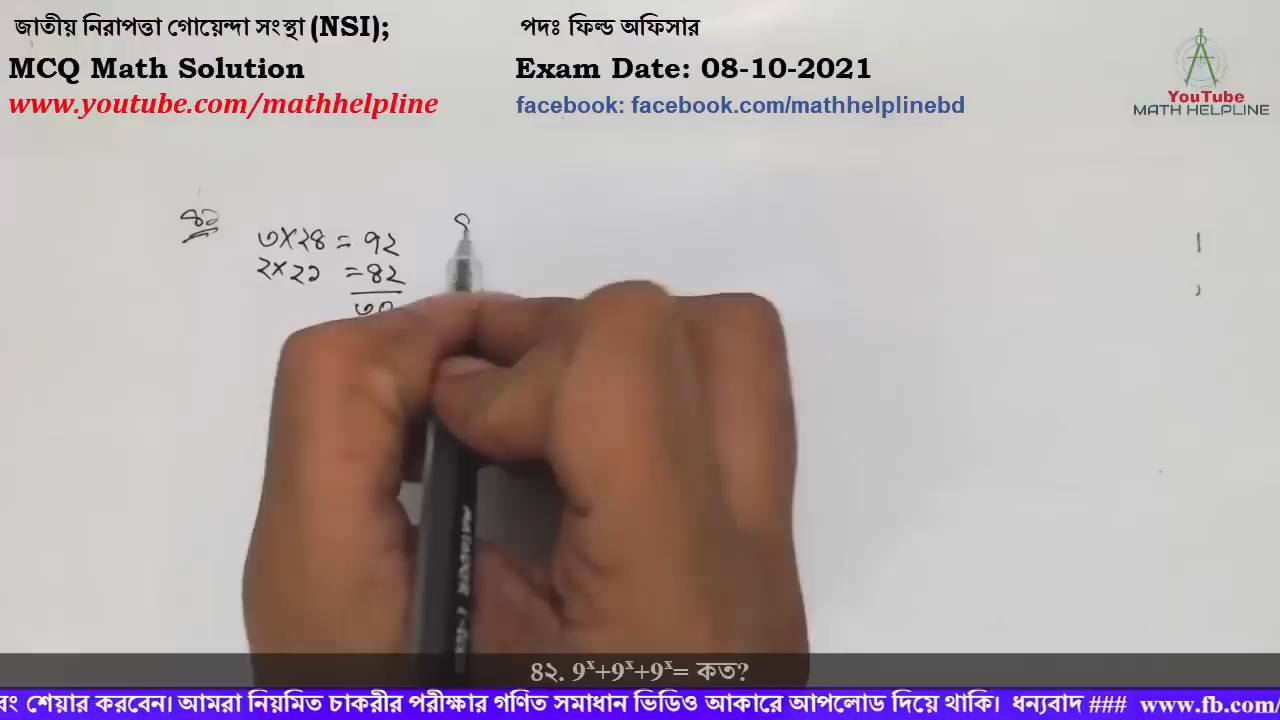 জাতীয় নিরাপত্তা গোয়েন্দা সংস্থা (NSI);
পদঃ ফিল্ড অফিসার
MCQ Math Solution
Exam Date: 08-10-2021
www.youtube.com/mathhelpline
facebook: facebook.com/mathhelplinebd
YouTube
MATH HELPLINE
৩×২৪ = ৭২
২×২১ = ৪২
৪২. 9ˣ+9ˣ+9ˣ= কত?
বং শেয়ার করবেন। আমরা নিয়মিত চাকরীর পরীক্ষার গণিত সমাধান ভিডিও আকারে আপলোড দিয়ে থাকি। ধন্যবাদ ### www.fb.com/